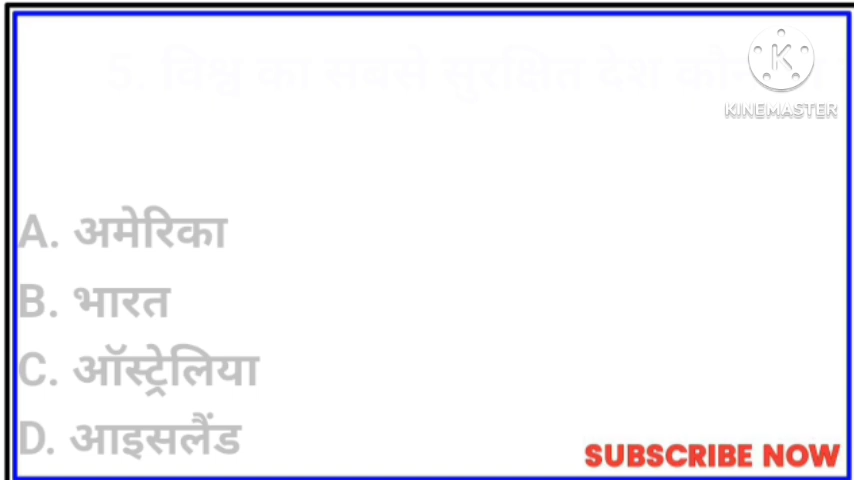 5. विश्व का सबसे सुरक्षित देश
KINEMASTER
A. अमेरिका
B. भारत
C. ऑस्ट्रेलिया
D. आइसलैंड
SUBSCRIBE NOW